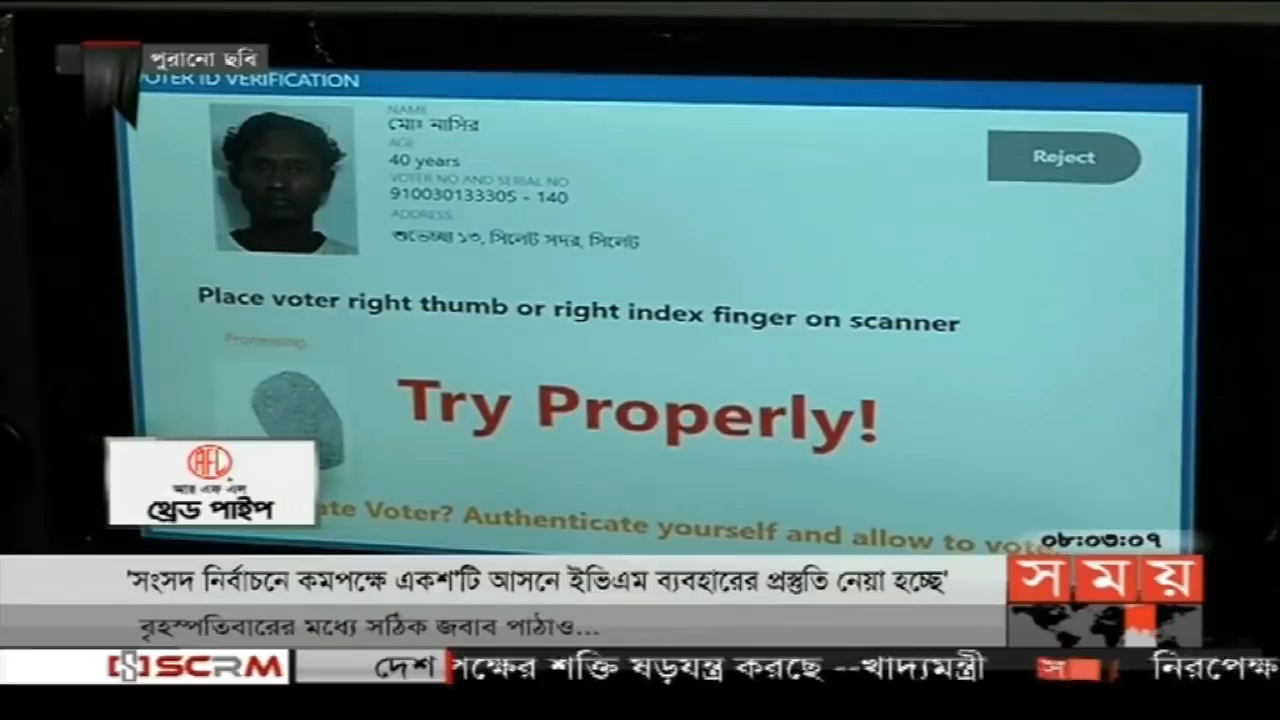 পুরানো ছবি
VOTER ID VERIFICATION
NAME
মোঃ নাসির
AGE
40 years
VOTER NO AND SERIAL NO
910030133305 - 140
ADDRESS
শুভেচ্ছা ১৩, সিলেট সদর, সিলেট
Reject
Place voter right thumb or right index finger on scanner
Processing
Try Properly!
ate Voter? Authenticate yourself and allow to vote
RFL
আর এফ এল
থ্রেড পাইপ
০৮:০৩:০৭
'সংসদ নির্বাচনে কমপক্ষে একশ'টি আসনে ইভিএম ব্যবহারের প্রস্তুতি নেয়া হচ্ছে'
সময়
বৃহস্পতিবারের মধ্যে সঠিক জবাব পাঠাও...
SCRM দেশ পক্ষের শক্তি ষড়যন্ত্র করছে --খাদ্যমন্ত্রী স নিরপেক্ষ